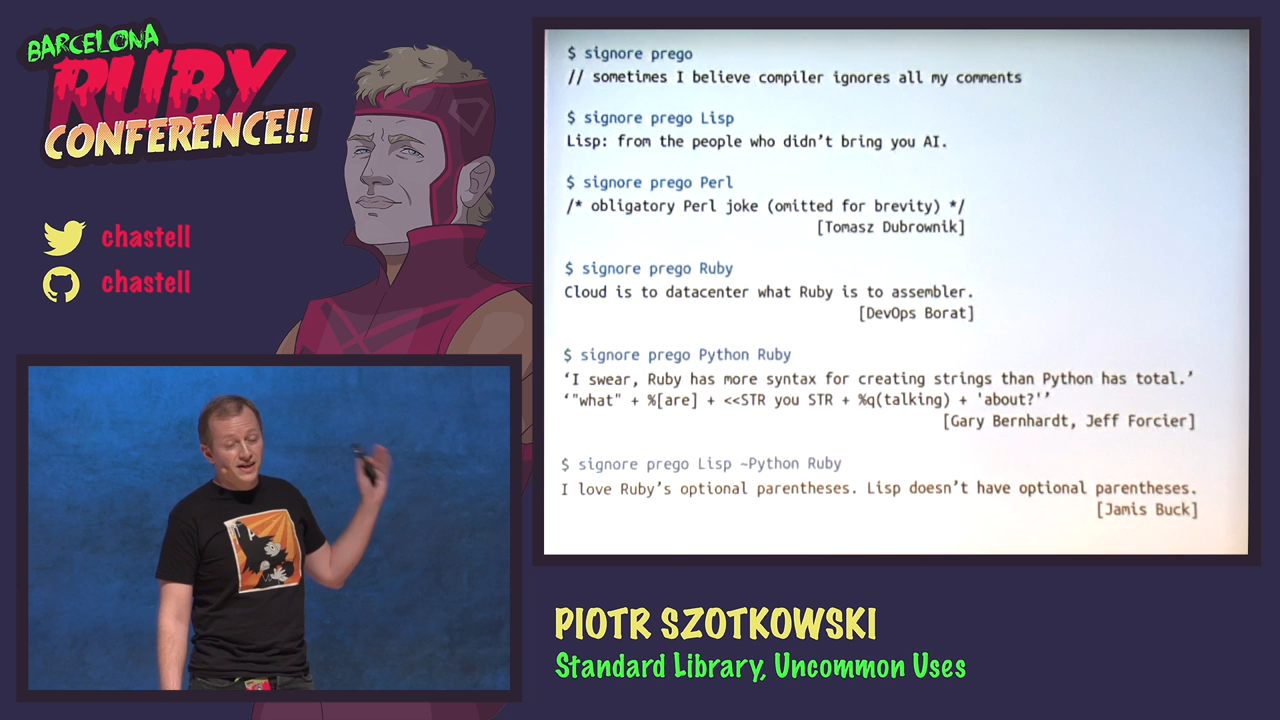 BARCELONA
RUBY
CONFERENCE!!
chastell
chastell
$ signore prego
// sometimes I believe compiler ignores all my comments
$ signore prego Lisp
Lisp: from the people who didn’t bring you AI.
$ signore prego Perl
/* obligatory Perl joke (omitted for brevity) */
[Tomasz Dubrownik]
$ signore prego Ruby
Cloud is to datacenter what Ruby is to assembler.
[DevOps Borat]
$ signore prego Python Ruby
‘I swear, Ruby has more syntax for creating strings than Python has total.’
‘"what" + %[are] + <<STR you STR + %q(talking) + 'about?'’
[Gary Bernhardt, Jeff Forcier]
$ signore prego Lisp ~Python Ruby
I love Ruby’s optional parentheses. Lisp doesn’t have optional parentheses.
[Jamis Buck]
PIOTR SZOTKOWSKI
Standard Library, Uncommon Uses